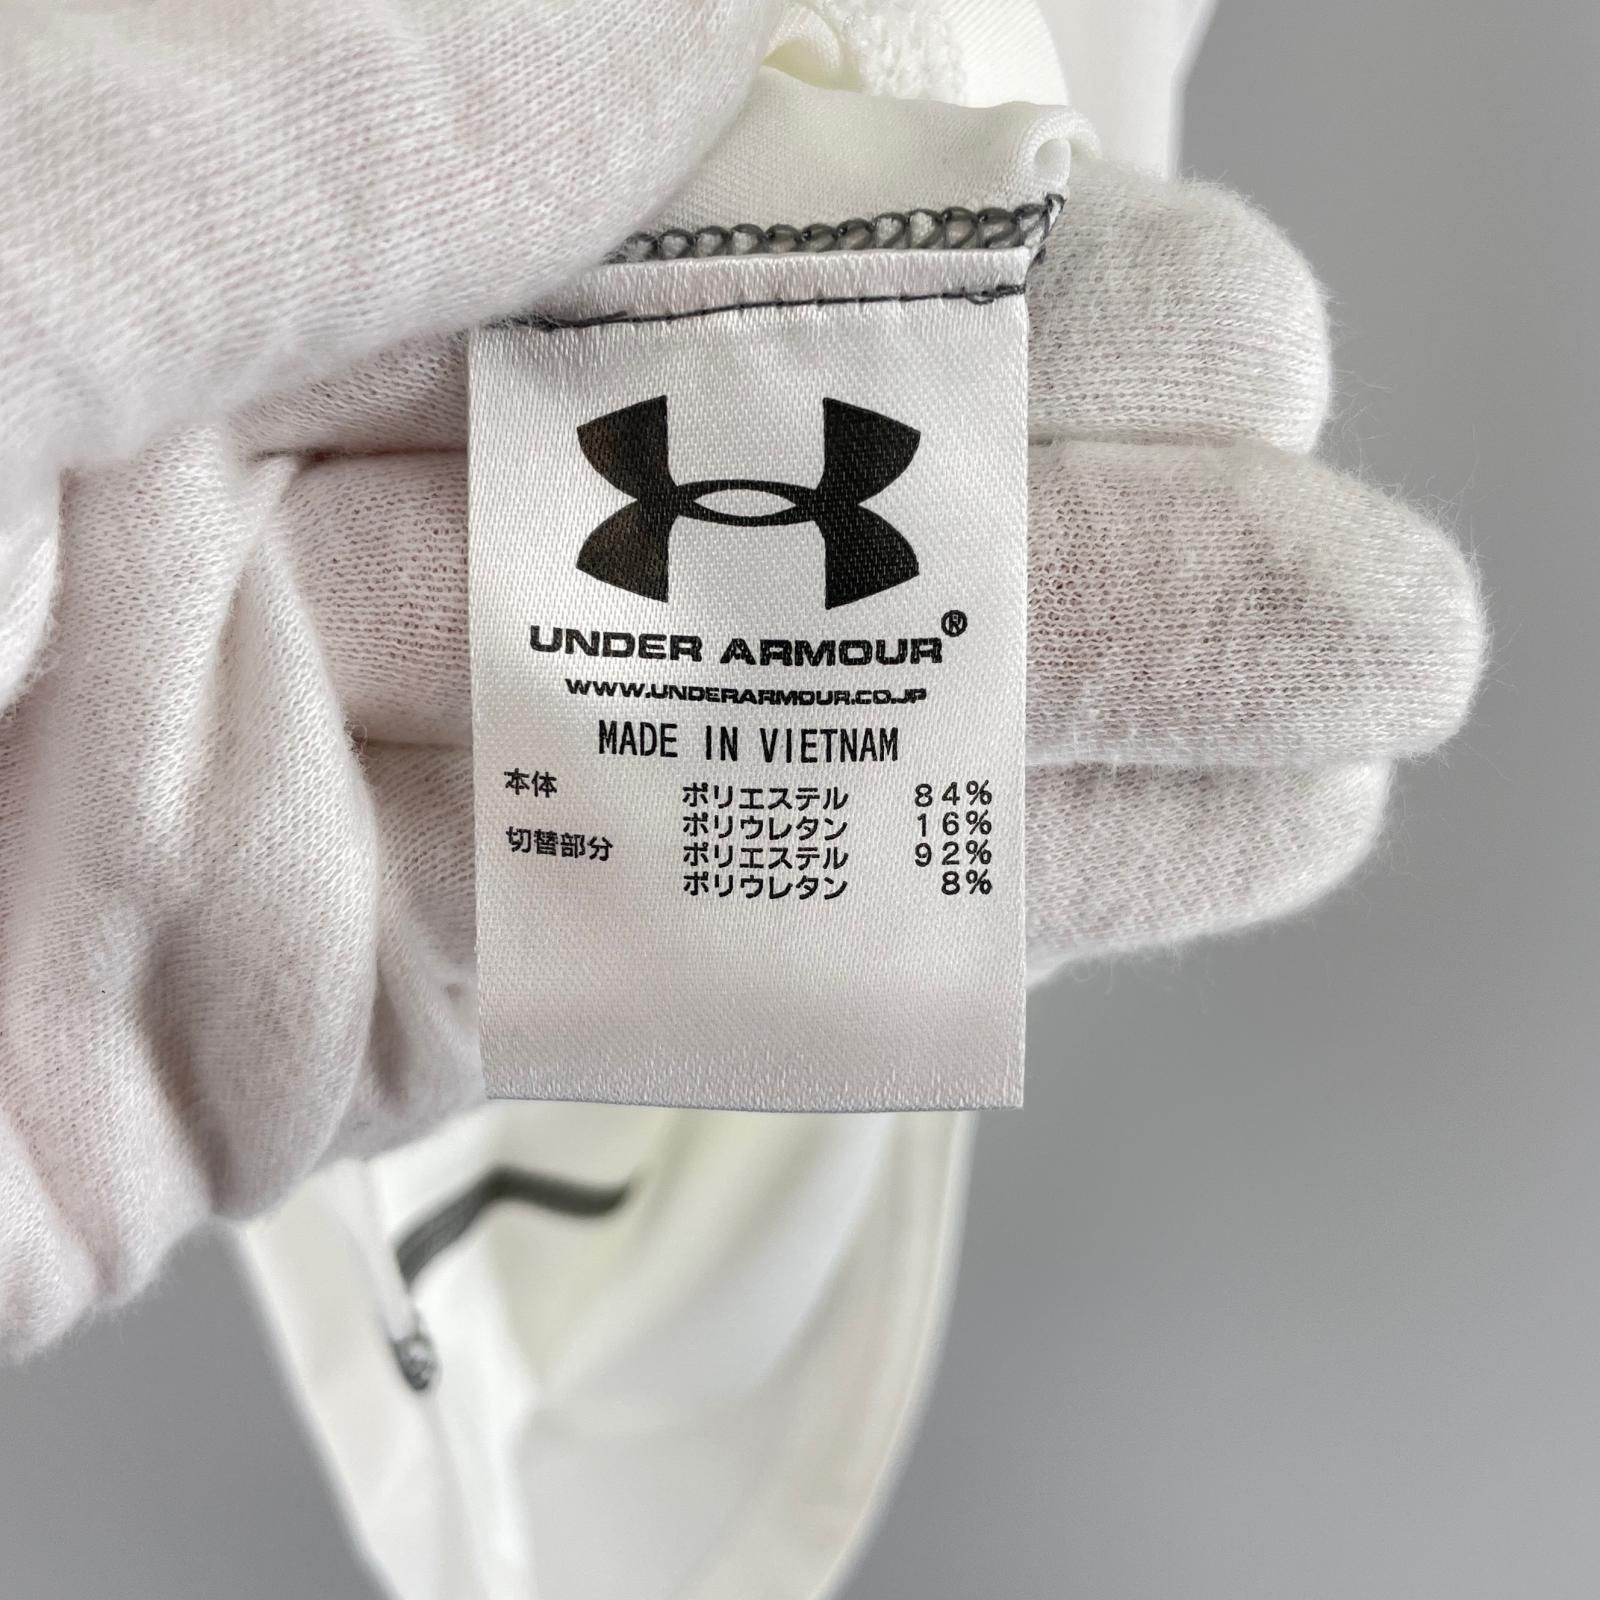 UNDER ARMOUR®
WWW.UNDERARMOUR.CO.JP
MADE IN VIETNAM
本体 ポリエステル 84%
ポリウレタン 16%
切替部分 ポリエステル 92%
ポリウレタン 8%